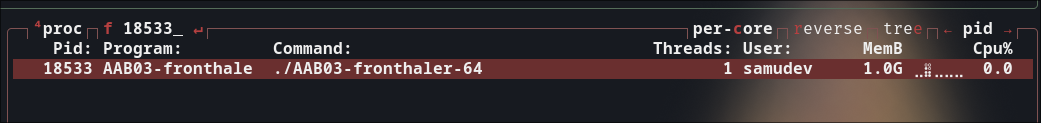 ⁴proc f 18533_ ↵ per-core reverse tree ← pid →
Pid: Program: Command: Threads: User: MemB Cpu%
18533 AAB03-fronthale ./AAB03-fronthaler-64 1 samudev 1.0G 0.0